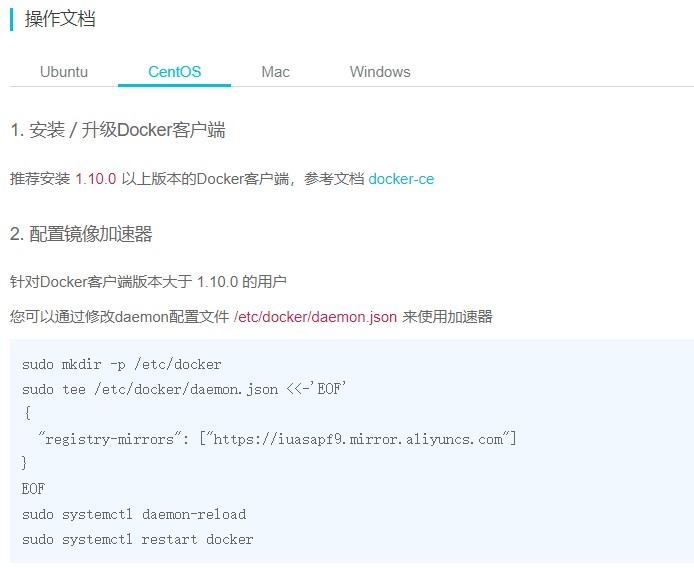 操作文档
Ubuntu CentOS Mac Windows
1. 安装 / 升级Docker客户端
推荐安装 1.10.0 以上版本的Docker客户端，参考文档 docker-ce
2. 配置镜像加速器
针对Docker客户端版本大于 1.10.0 的用户
您可以通过修改daemon配置文件 /etc/docker/daemon.json 来使用加速器
sudo mkdir -p /etc/docker
sudo tee /etc/docker/daemon.json <<-'EOF'
{
  "registry-mirrors": ["https://iuasapf9.mirror.aliyuncs.com"]
}
EOF
sudo systemctl daemon-reload
sudo systemctl restart docker